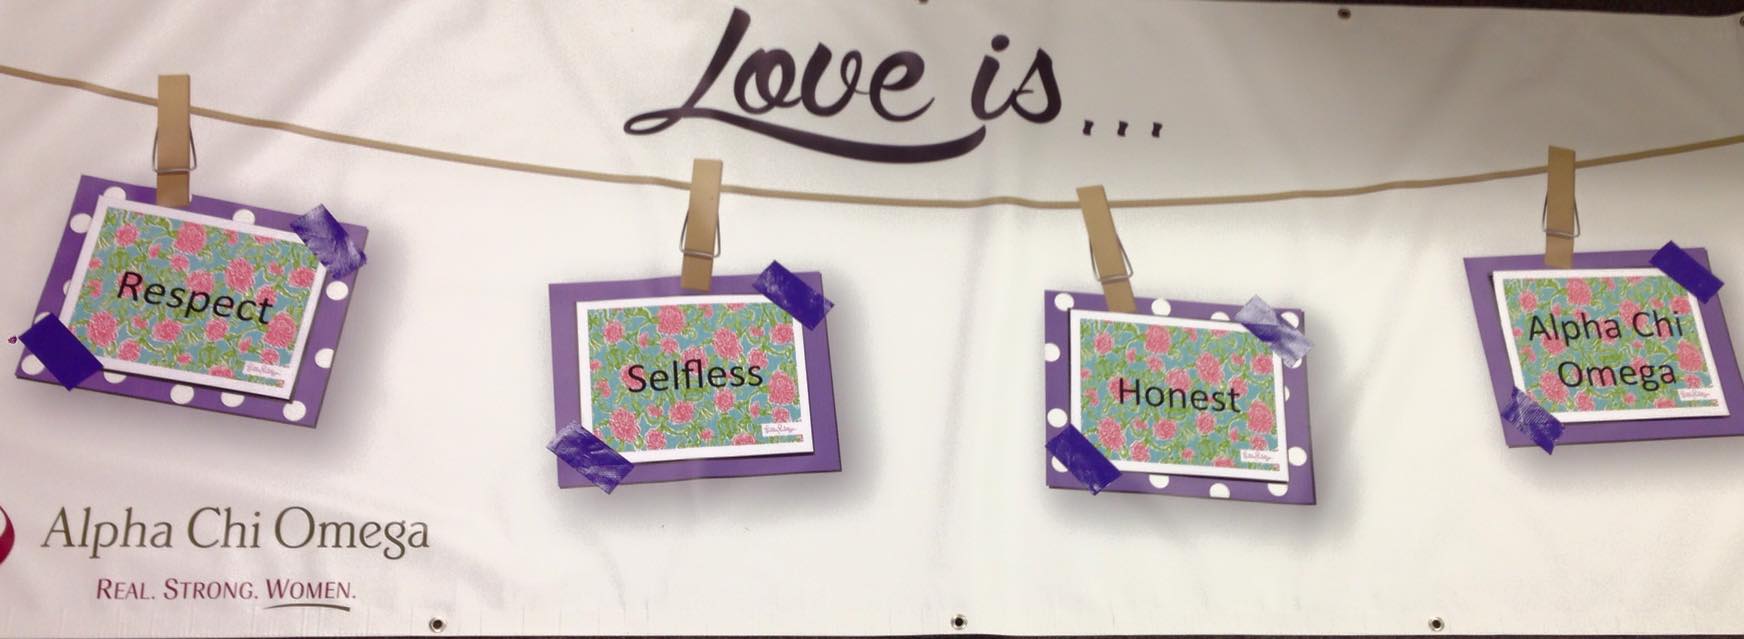 Love is...
Respect
Selfless
Honest
Alpha Chi
Omega
Alpha Chi Omega
REAL. STRONG. WOMEN.